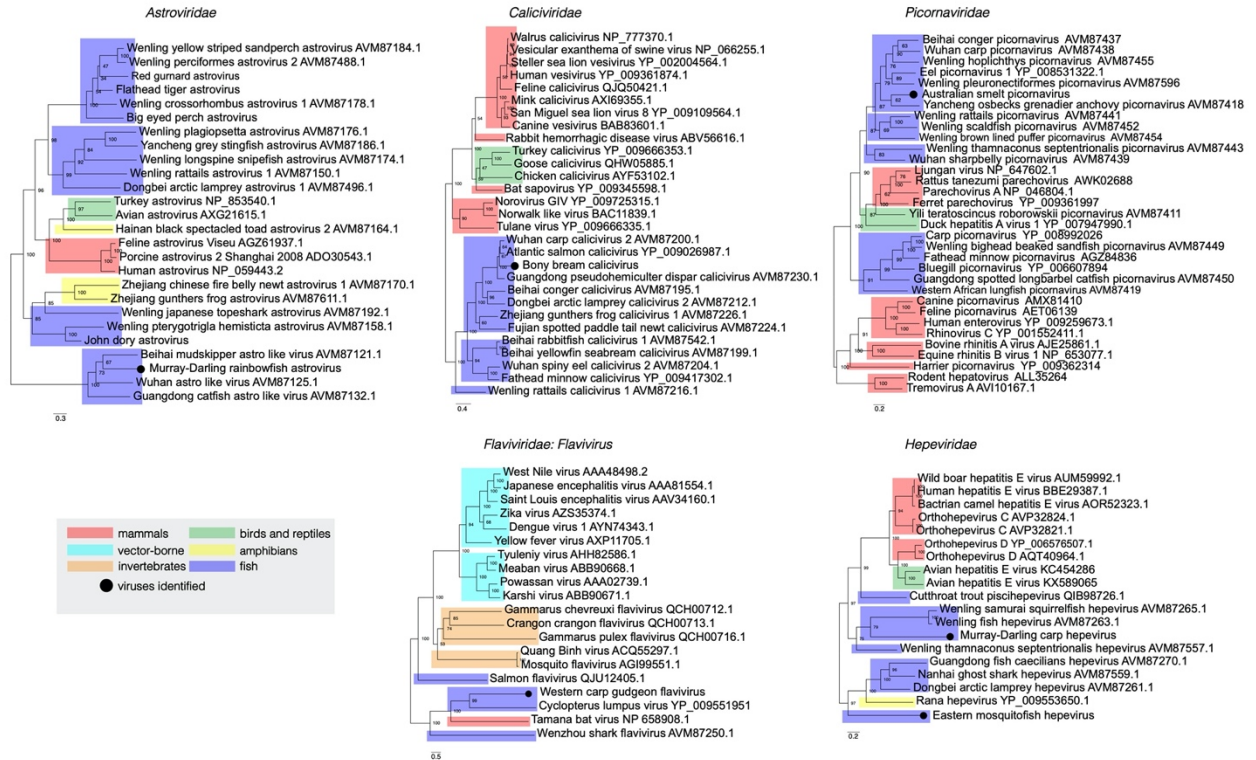 Astroviridae
Wenling yellow striped sandperch astrovirus AVM87184.1
Wenling perciformes astrovirus 2 AVM87488.1
Red gurnard astrovirus
Flathead tiger astrovirus
Wenling crossorhombus astrovirus 1 AVM87178.1
Big eyed perch astrovirus
Wenling plagiopsetta astrovirus AVM87176.1
Yancheng grey stingfish astrovirus AVM87186.1
Wenling longspine snipefish astrovirus AVM87174.1
Wenling rattails astrovirus 1 AVM87150.1
Dongbei arctic lamprey astrovirus 1 AVM87496.1
Turkey astrovirus NP_853540.1
Avian astrovirus AXG21615.1
Hainan black spectacled toad astrovirus 2 AVM87164.1
Feline astrovirus Viseu AGZ61937.1
Porcine astrovirus 2 Shanghai 2008 ADO30543.1
Human astrovirus NP_059443.2
Zhejiang chinese fire belly newt astrovirus 1 AVM87170.1
Zhejiang gunthers frog astrovirus AVM87611.1
Wenling japanese topeshark astrovirus AVM87192.1
Wenling pterygotrigla hemisticta astrovirus AVM87158.1
John dory astrovirus
Beihai mudskipper astro like virus AVM87121.1
Murray-Darling rainbowfish astrovirus
Wuhan astro like virus AVM87125.1
Guangdong catfish astro like virus AVM87132.1
0.3
Caliciviridae
Walrus calicivirus NP_777370.1
Vesicular exanthema of swine virus NP_066255.1
Steller sea lion vesivirus YP_002004564.1
Human vesivirus YP_009361874.1
Feline calicivirus QJQ50421.1
Mink calicivirus AXI69355.1
San Miguel sea lion virus 8 YP_009109564.1
Canine vesivirus BAB83601.1
Rabbit hemorrhagic disease virus ABV56616.1
Turkey calicivirus YP_009666353.1
Goose calicivirus QHW05885.1
Chicken calicivirus AYF53102.1
Bat sapovirus YP_009345598.1
Norovirus GIV YP_009725315.1
Norwalk like virus BAC11839.1
Tulane virus YP_009666335.1
Wuhan carp calicivirus 2 AVM87200.1
Atlantic salmon calicivirus YP_009026987.1
Bony bream calicivirus
Guangdong pseudohemiculter dispar calicivirus AVM87230.1
Beihai conger calicivirus AVM87195.1
Dongbei arctic lamprey calicivirus 2 AVM87212.1
Zhejiang gunthers frog calicivirus 1 AVM87226.1
Fujian spotted paddle tail newt calicivirus AVM87224.1
Beihai rabbitfish calicivirus 1 AVM87542.1
Beihai yellowfin seabream calicivirus AVM87199.1
Wuhan spiny eel calicivirus 2 AVM87204.1
Fathead minnow calicivirus YP_009417302.1
Wenling rattails calicivirus 1 AVM87216.1
0.4
Picornaviridae
Beihai conger picornavirus AVM87437
Wuhan carp picornavirus AVM87438
Wenling hoplichthys picornavirus AVM87455
Eel picornavirus 1 YP_008531322.1
Wenling pleuronectiformes picornavirus AVM87596
Australian smelt picornavirus
Yancheng osbecks grenadier anchovy picornavirus AVM87418
Wenling rattails picornavirus AVM87441
Wenling scaldfish picornavirus AVM87452
Wenling brown lined puffer picornavirus AVM87454
Wenling thamnaconus septentrionalis picornavirus AVM87443
Wuhan sharpbelly picornavirus AVM87439
Ljungan virus NP_647602.1
Rattus tanezumi parechovirus AWK02688
Parechovirus A NP_046804.1
Ferret parechovirus YP_009361997
Yili teratoscincus roborowskii picornavirus AVM87411
Duck hepatitis A virus 1 YP_007947990.1
Carp picornavirus YP_008992026
Wenling bighead beaked sandfish picornavirus AVM87449
Fathead minnow picornavirus AGZ84836
Bluegill picornavirus YP_006607894
Guangdong spotted longbarbel catfish picornavirus AVM87450
Western African lungfish picornavirus AVM87419
Canine picornavirus AMX81410
Feline picornavirus AET06139
Human enterovirus YP_009259673.1
Rhinovirus C YP_001552411.1
Bovine rhinitis A virus AJE25861.1
Equine rhinitis B virus 1 NP_653077.1
Harrier picornavirus YP_009362314
Rodent hepatovirus ALL35264
Tremovirus A AVI10167.1
0.2
mammals
birds and reptiles
vector-borne
amphibians
invertebrates
fish
viruses identified
Flaviviridae: Flavivirus
West Nile virus AAA48498.2
Japanese encephalitis virus AAA81554.1
Saint Louis encephalitis virus AAV34160.1
Zika virus AZS35374.1
Dengue virus 1 AYN74343.1
Yellow fever virus AXP11705.1
Tyuleniy virus AHH82586.1
Meaban virus ABB90668.1
Powassan virus AAA02739.1
Karshi virus ABB90671.1
Gammarus chevreuxi flavivirus QCH00712.1
Crangon crangon flavivirus QCH00713.1
Gammarus pulex flavivirus QCH00716.1
Quang Binh virus ACQ55297.1
Mosquito flavivirus AGI99551.1
Salmon flavivirus QJU12405.1
Western carp gudgeon flavivirus
Cyclopterus lumpus virus YP_009551951
Tamana bat virus NP 658908.1
Wenzhou shark flavivirus AVM87250.1
0.5
Hepeviridae
Wild boar hepatitis E virus AUM59992.1
Human hepatitis E virus BBE29387.1
Bactrian camel hepatitis E virus AOR52323.1
Orthohepevirus C AVP32824.1
Orthohepevirus C AVP32821.1
Orthohepevirus D YP_006576507.1
Orthohepevirus D AQT40964.1
Avian hepatitis E virus KC454286
Avian hepatitis E virus KX589065
Cutthroat trout piscihepevirus QIB98726.1
Wenling samurai squirrelfish hepevirus AVM87265.1
Wenling fish hepevirus AVM87263.1
Murray-Darling carp hepevirus
Wenling thamnaconus septentrionalis hepevirus AVM87557.1
Guangdong fish caecilians hepevirus AVM87270.1
Nanhai ghost shark hepevirus AVM87559.1
Dongbei arctic lamprey hepevirus AVM87261.1
Rana hepevirus YP_009553650.1
Eastern mosquitofish hepevirus
0.2